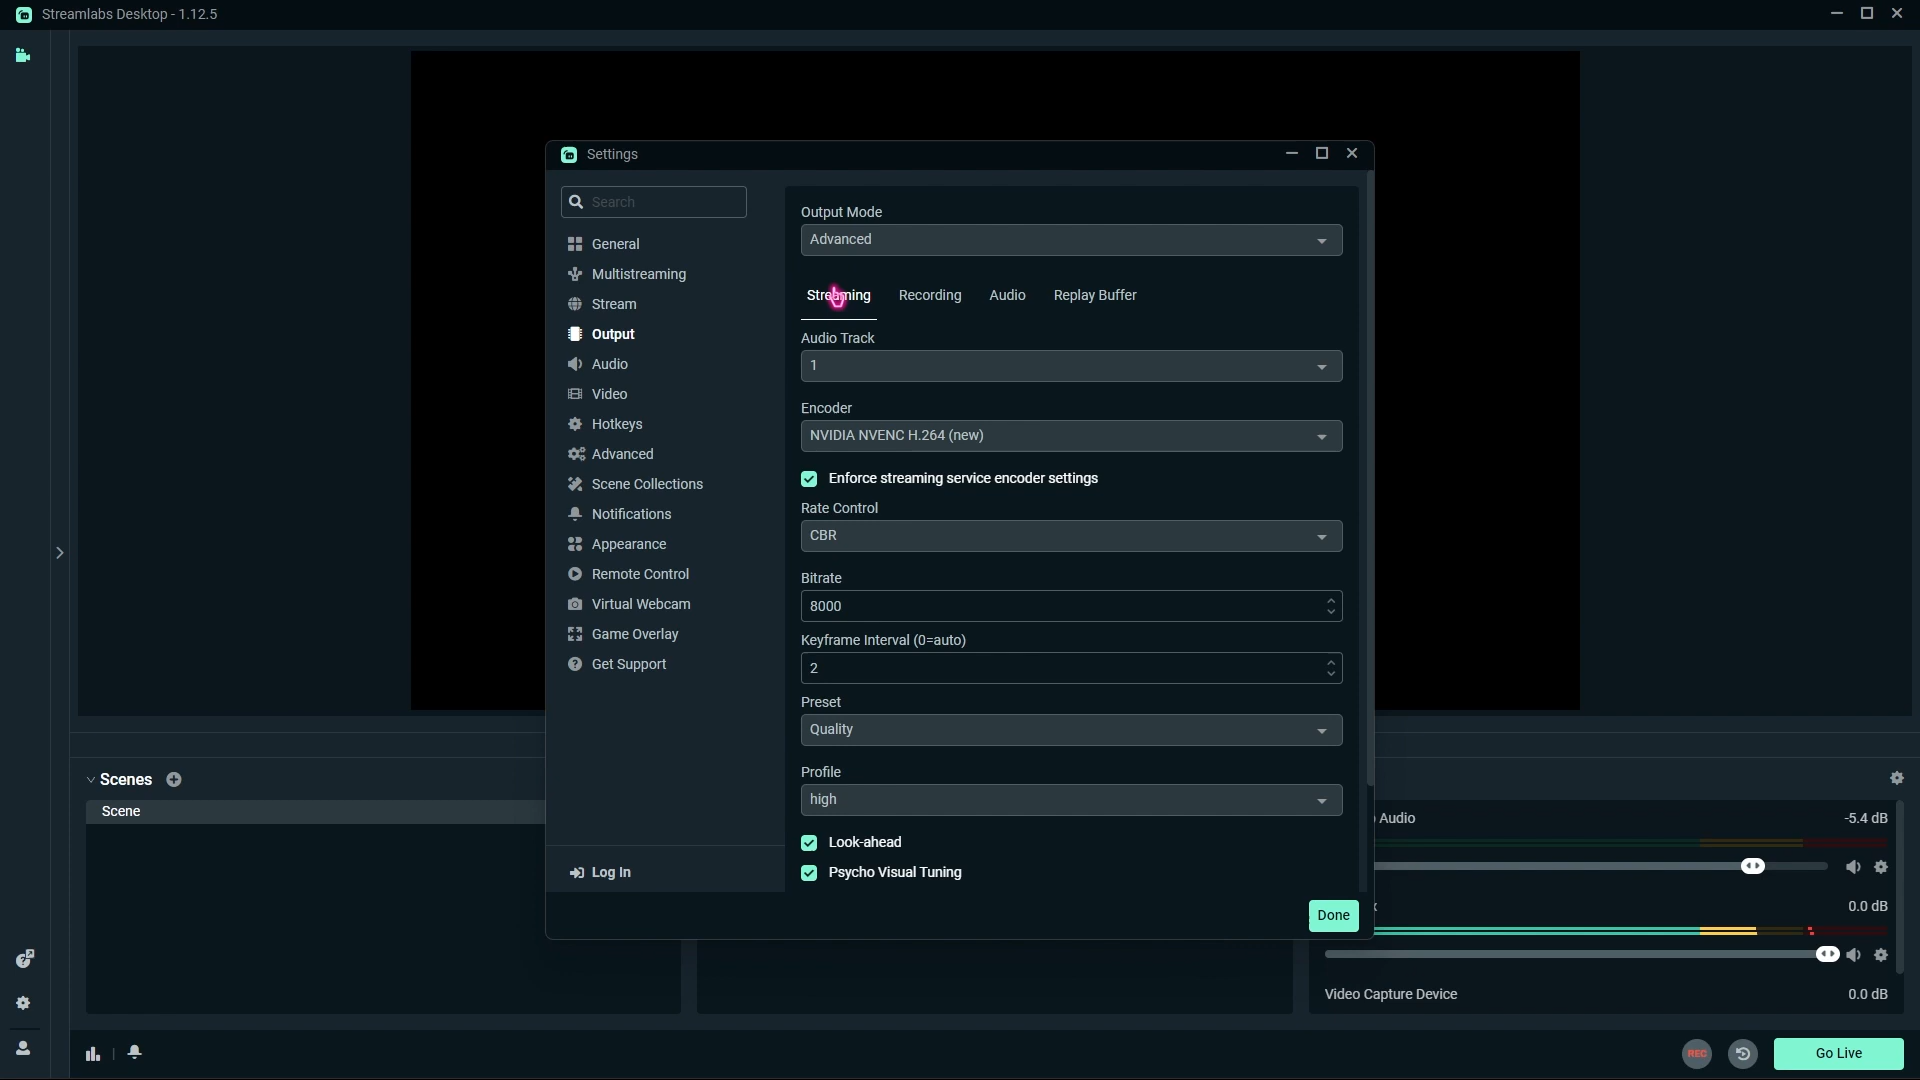 Streamlabs Desktop - 1.12.5
Settings
Search
General
Multistreaming
Stream
Output
Audio
Video
Hotkeys
Advanced
Scene Collections
Notifications
Appearance
Remote Control
Virtual Webcam
Game Overlay
Get Support
Log In
Output Mode
Advanced
Streaming Recording Audio Replay Buffer
Audio Track
1
Encoder
NVIDIA NVENC H.264 (new)
Enforce streaming service encoder settings
Rate Control
CBR
Bitrate
8000
Keyframe Interval (0=auto)
2
Preset
Quality
Profile
high
Look-ahead
Psycho Visual Tuning
Done
Scenes
Scene
Audio -5.4 dB
0.0 dB
Video Capture Device 0.0 dB
REC
Go Live